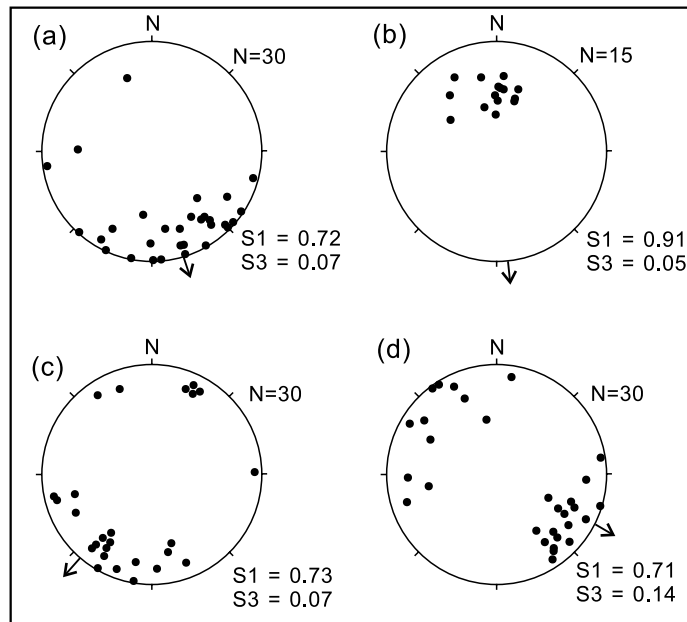 (a)
N
N=30
S1 = 0.72
S3 = 0.07
(b)
N
N=15
S1 = 0.91
S3 = 0.05
(c)
N
N=30
S1 = 0.73
S3 = 0.07
(d)
N
N=30
S1 = 0.71
S3 = 0.14